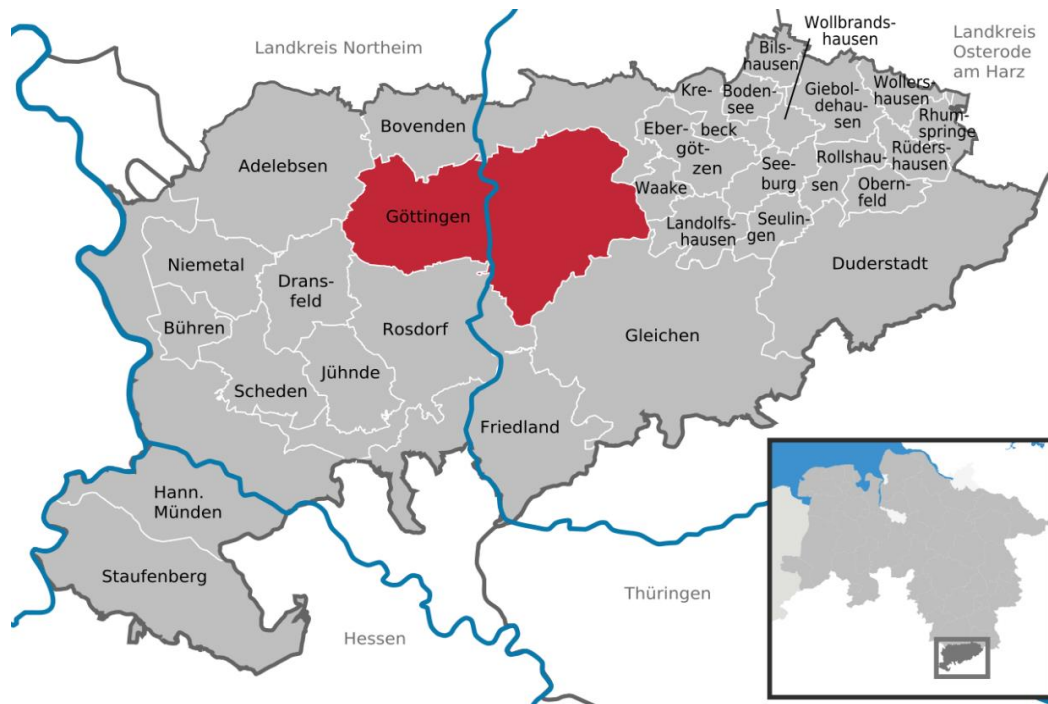 Landkreis Northeim
Wollbrands-
hausen
Landkreis
Osterode
am Harz
Bils-
hausen
Kre-
beck
Boden-
see
Giebol-
dehau-
sen
Wollers-
hausen
Rhum-
springe
Bovenden
Eber-
göt-
zen
Adelebsen
See-
burg
Rollshau-
sen
Rüders-
hausen
Obern-
feld
Waake
Göttingen
Landolfs-
hausen
Seulin-
gen
Niemetal
Drans-
feld
Duderstadt
Bühren
Rosdorf
Gleichen
Jühnde
Scheden
Friedland
Hann.
Münden
Staufenberg
Thüringen
Hessen